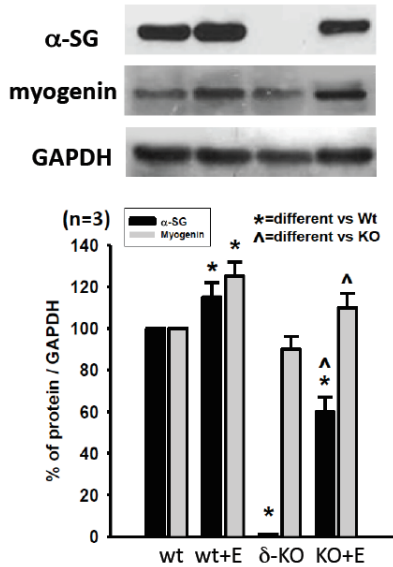 α-SG
myogenin
GAPDH
(n=3)
α-SG
Myogenin
*=different vs Wt
^=different vs KO
% of protein / GAPDH
140
120
100
80
60
40
20
0
*
*
*
^
*
^
wt
wt+E
δ-KO
KO+E